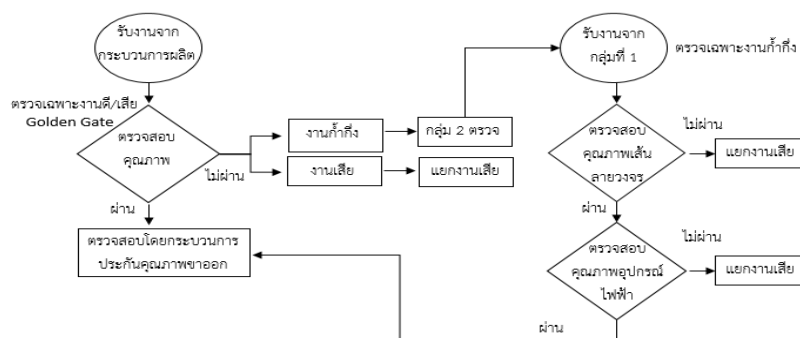 รับงานจาก
กระบวนการผลิต
ตรวจเฉพาะงานดี/เสีย
Golden Gate
ตรวจสอบ
คุณภาพ
ไม่ผ่าน
งานก้ำกึ่ง
กลุ่ม 2 ตรวจ
งานเสีย
แยกงานเสีย
ผ่าน
ตรวจสอบโดยกระบวนการ
ประกันคุณภาพขาออก
รับงานจาก
กลุ่มที่ 1
ตรวจเฉพาะงานก้ำกึ่ง
ตรวจสอบ
คุณภาพเส้น
ลายวงจร
ไม่ผ่าน
แยกงานเสีย
ผ่าน
ตรวจสอบ
คุณภาพอุปกรณ์
ไฟฟ้า
ไม่ผ่าน
แยกงานเสีย
ผ่าน